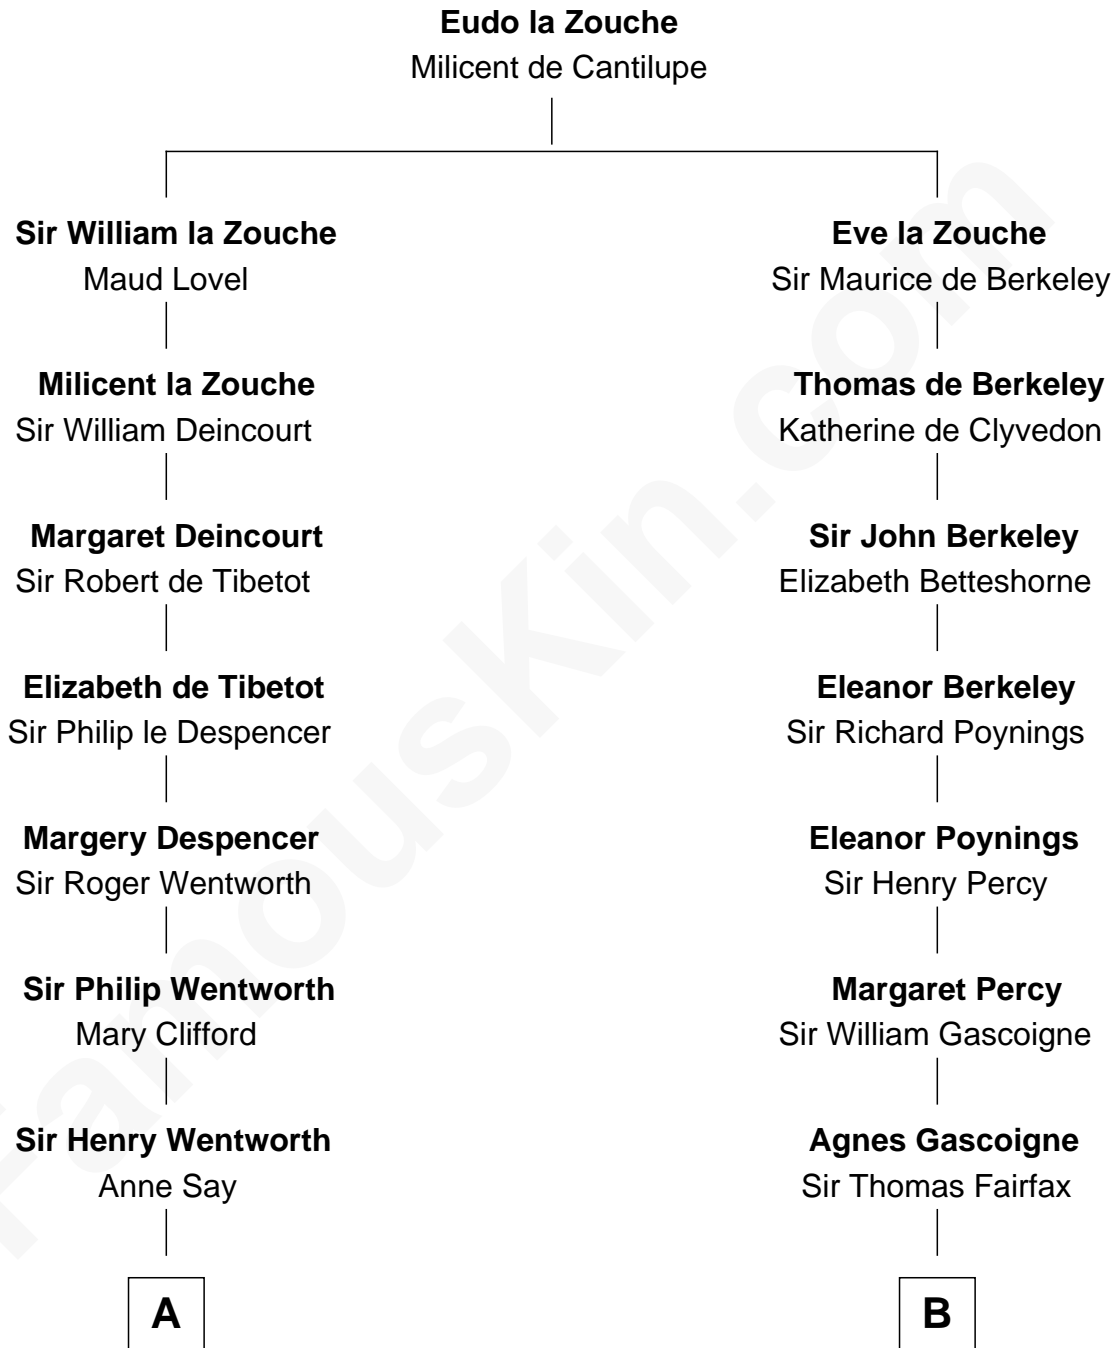 Eudo la Zouche
Milicent de Cantilupe
Sir William la Zouche
Maud Lovel
Eve la Zouche
Sir Maurice de Berkeley
Milicent la Zouche
Sir William Deincourt
Thomas de Berkeley
Katherine de Clyvedon
Margaret Deincourt
Sir Robert de Tibetot
Sir John Berkeley
Elizabeth Betteshorne
Elizabeth de Tibetot
Sir Philip le Despencer
Eleanor Berkeley
Sir Richard Poynings
Margery Despencer
Sir Roger Wentworth
Eleanor Poynings
Sir Henry Percy
Sir Philip Wentworth
Mary Clifford
Margaret Percy
Sir William Gascoigne
Sir Henry Wentworth
Anne Say
Agnes Gascoigne
Sir Thomas Fairfax
A
B
FamousKin.com